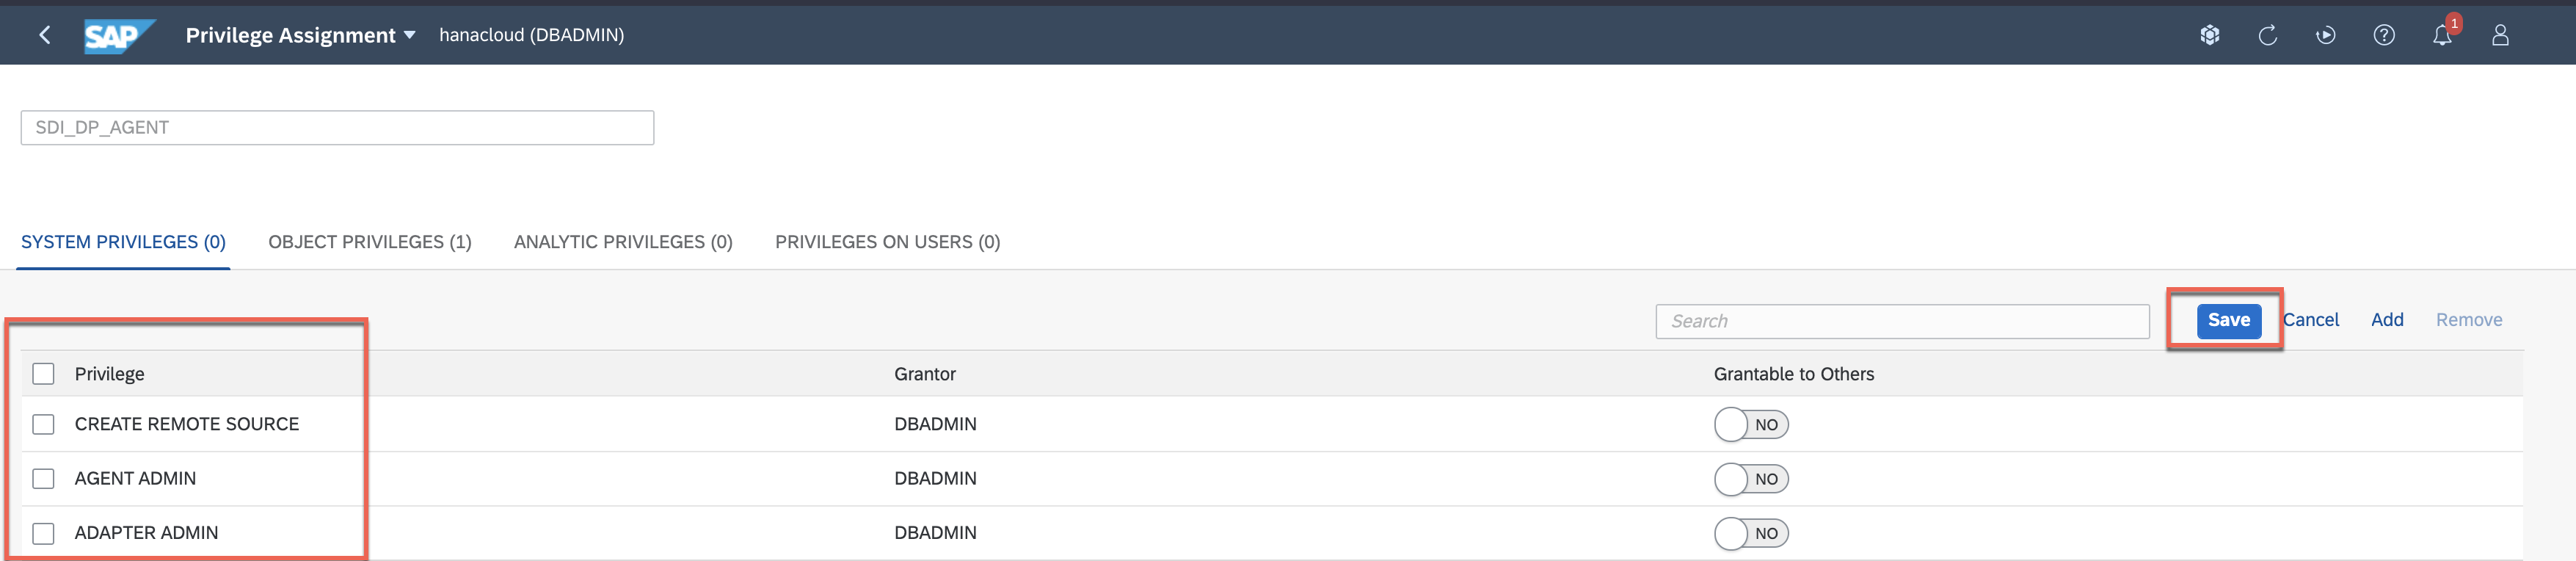 SAP Privilege Assignment hanacloud (DBADMIN) 1
SDI_DP_AGENT
SYSTEM PRIVILEGES (0) OBJECT PRIVILEGES (1) ANALYTIC PRIVILEGES (0) PRIVILEGES ON USERS (0)
Search Save Cancel Add Remove
Privilege Grantor Grantable to Others
CREATE REMOTE SOURCE DBADMIN NO
AGENT ADMIN DBADMIN NO
ADAPTER ADMIN DBADMIN NO